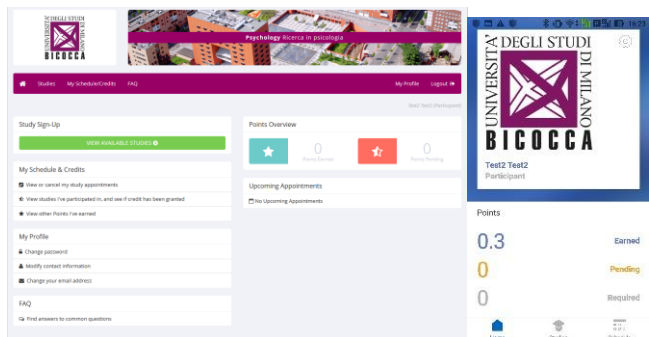 UNIVERSITA'
DEGLI STUDI
DI MILANO
BICOCCA
Psychology Ricerca in psicologia
Studies My Schedule/Credits FAQ My Profile Logout
Test2 Test2 (Participant)
Study Sign-Up
VIEW AVAILABLE STUDIES
My Schedule & Credits
View or cancel my study appointments
View studies I've participated in, and see if credit has been granted
View other Points I've earned
My Profile
Change password
Modify contact information
Change your email address
FAQ
Find answers to common questions
Points Overview
0
Points Earned
0
Points Pending
Upcoming Appointments
No Upcoming Appointments
16:23
UNIVERSITA'
DEGLI STUDI
DI MILANO
BICOCCA
Test2 Test2
Participant
Points
0.3 Earned
0 Pending
0 Required